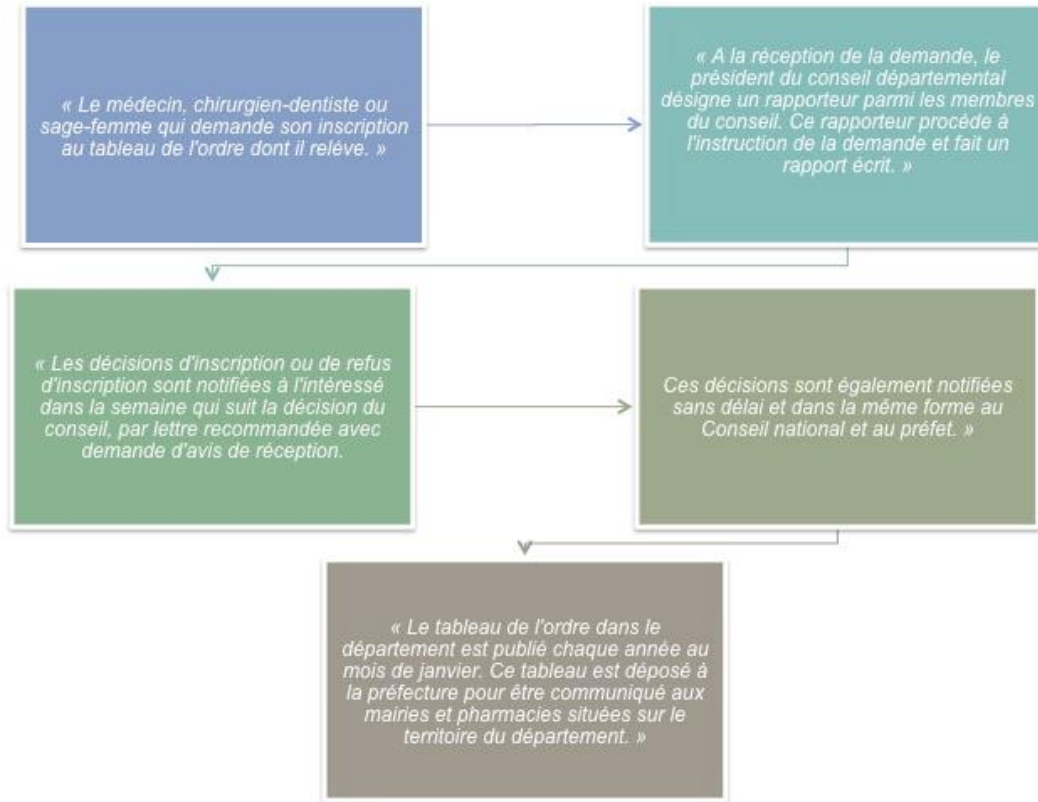 « Le médecin, chirurgien-dentiste ou
sage-femme qui demande son inscription
au tableau de l'ordre dont il relève. »
« A la réception de la demande, le
président du conseil départemental
désigne un rapporteur parmi les membres
du conseil. Ce rapporteur procède à
l'instruction de la demande et fait un
rapport écrit. »
« Les décisions d'inscription ou de refus
d'inscription sont notifiées à l'intéressé
dans la semaine qui suit la décision du
conseil, par lettre recommandée avec
demande d'avis de réception.
Ces décisions sont également notifiées
sans délai et dans la même forme au
Conseil national et au préfet. »
« Le tableau de l'ordre dans le
département est publié chaque année au
mois de janvier. Ce tableau est déposé à
la préfecture pour être communiqué aux
mairies et pharmacies situées sur le
territoire du département. »